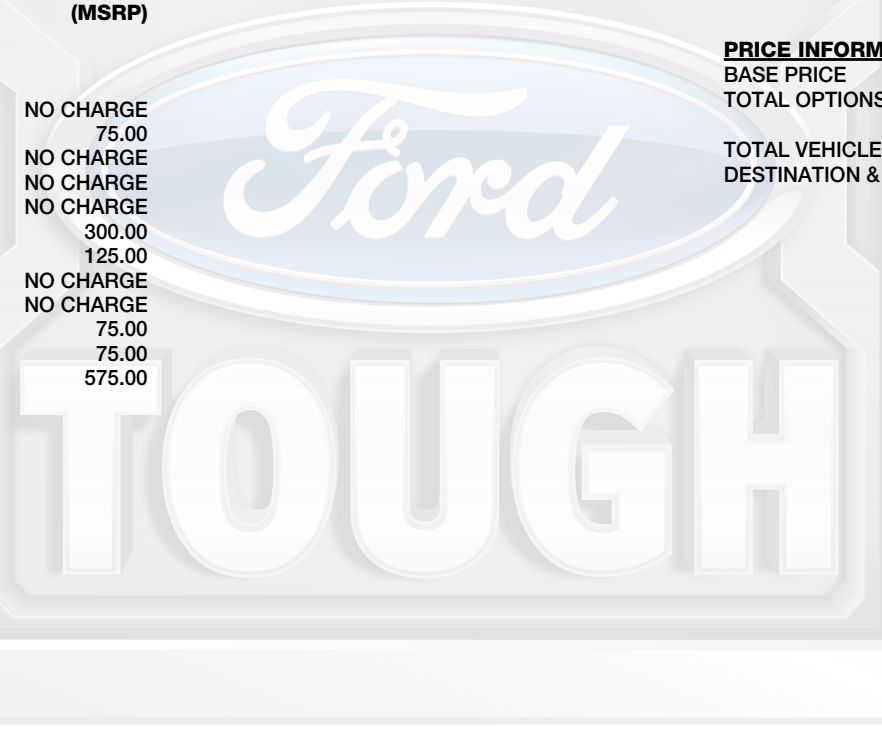 (MSRP)
NO CHARGE
75.00
NO CHARGE
NO CHARGE
NO CHARGE
300.00
125.00
NO CHARGE
NO CHARGE
75.00
75.00
575.00
PRICE INFORM
BASE PRICE
TOTAL OPTIONS
TOTAL VEHICLE
DESTINATION &
Ford
TOUGH